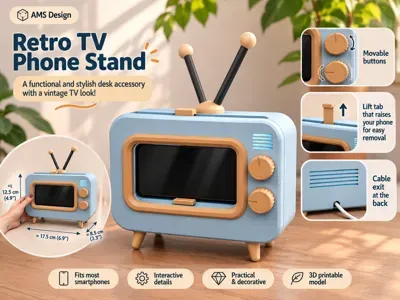 AMS Design
Retro TV
Phone Stand
A functional and stylish desk accessory
with a vintage TV look!
Movable
buttons
Lift tab
that raises
your phone
for easy
removal
Cable
exit
at the
back
≈
12.5 cm
(4.9")
≈ 17.5 cm (6.9")
≈ 8.5 cm
(3.3")
Fits most
smartphones
Interactive
details
Practical
& decorative
3D printable
model